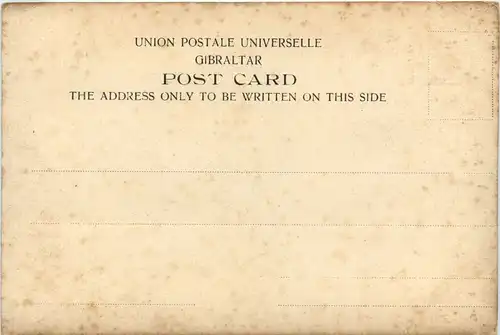 UNION POSTALE UNIVERSELLE
GIBRALTAR
POST CARD
THE ADDRESS ONLY TO BE WRITTEN ON THIS SIDE